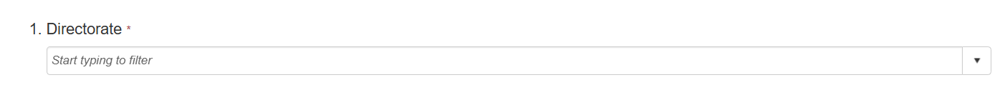 1. Directorate *
Start typing to filter